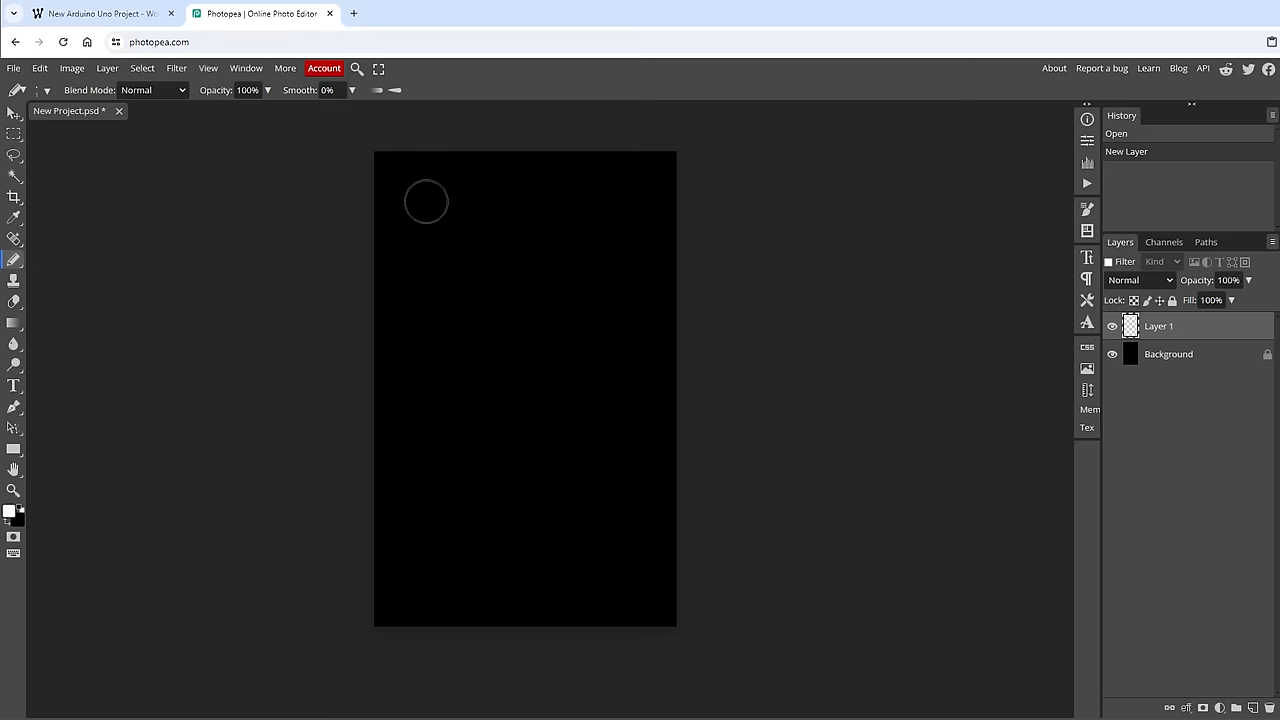 New Arduino Uno Project - Wo
Photopea | Online Photo Editor
photopea.com
File Edit Image Layer Select Filter View Window More Account
About Report a bug Learn Blog API
Blend Mode: Normal Opacity: 100% Smooth: 0%
New Project.psd *
History
Open
New Layer
Layers Channels Paths
Filter Kind
Normal Opacity: 100%
Lock: Fill: 100%
Layer 1
Background
CSS
Mem
Tex
eff